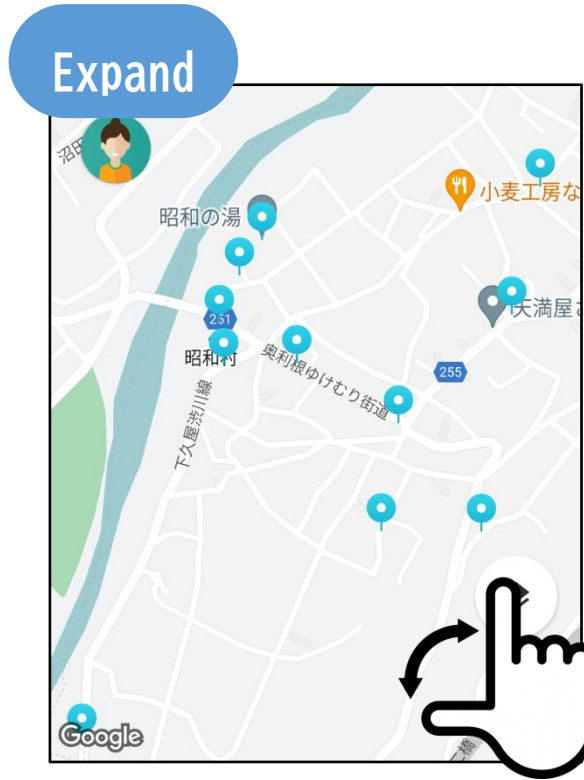 Expand
沼田
小麦工房な
昭和の湯
天満屋
251
昭和村
奥利根ゆけむり街道
255
下久屋渋川線
Google
橋